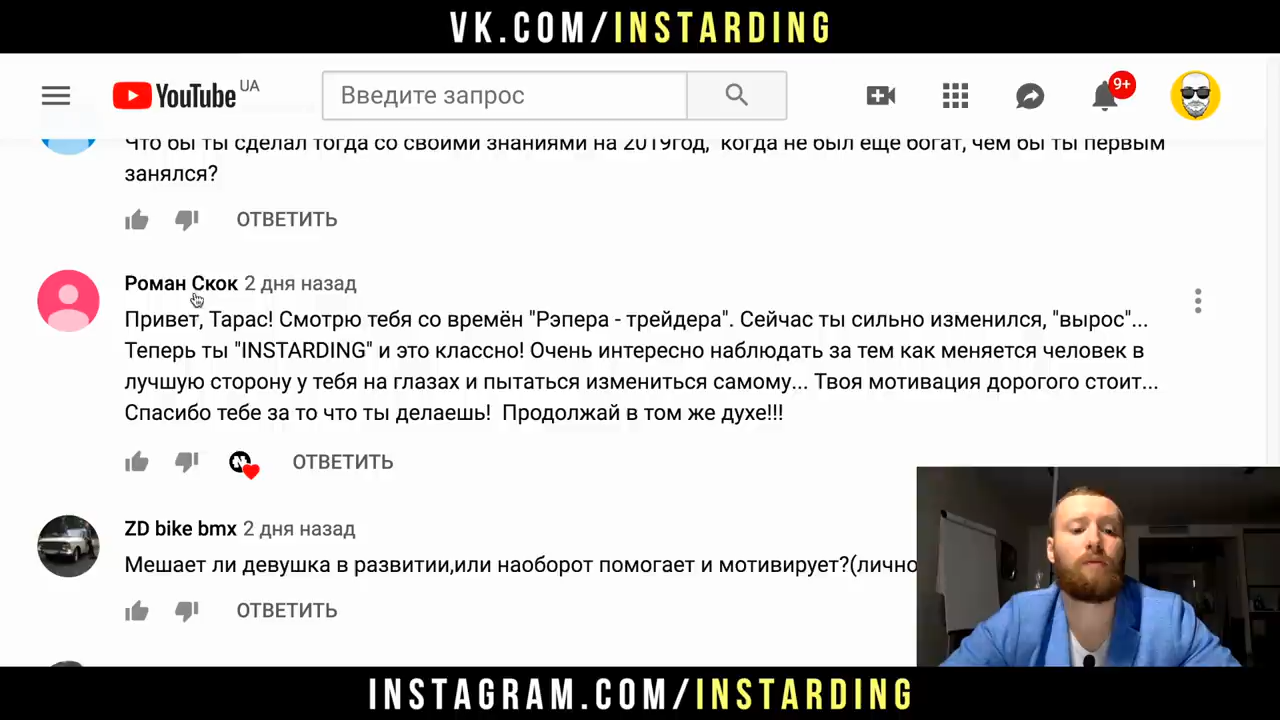 VK.COM/INSTARDING
YouTube UA
Введите запрос
9+
Что бы ты сделал тогда со своими знаниями на 2019год, когда не был еще богат, чем бы ты первым
занялся?
ОТВЕТИТЬ
Роман Скок 2 дня назад
Привет, Тарас! Смотрю тебя со времён "Рэпера - трейдера". Сейчас ты сильно изменился, "вырос"...
Теперь ты "INSTARDING" и это классно! Очень интересно наблюдать за тем как меняется человек в
лучшую сторону у тебя на глазах и пытаться измениться самому... Твоя мотивация дорогого стоит...
Спасибо тебе за то что ты делаешь! Продолжай в том же духе!!!
ОТВЕТИТЬ
ZD bike bmx 2 дня назад
Мешает ли девушка в развитии,или наоборот помогает и мотивирует?(лично
ОТВЕТИТЬ
INSTAGRAM.COM/INSTARDING